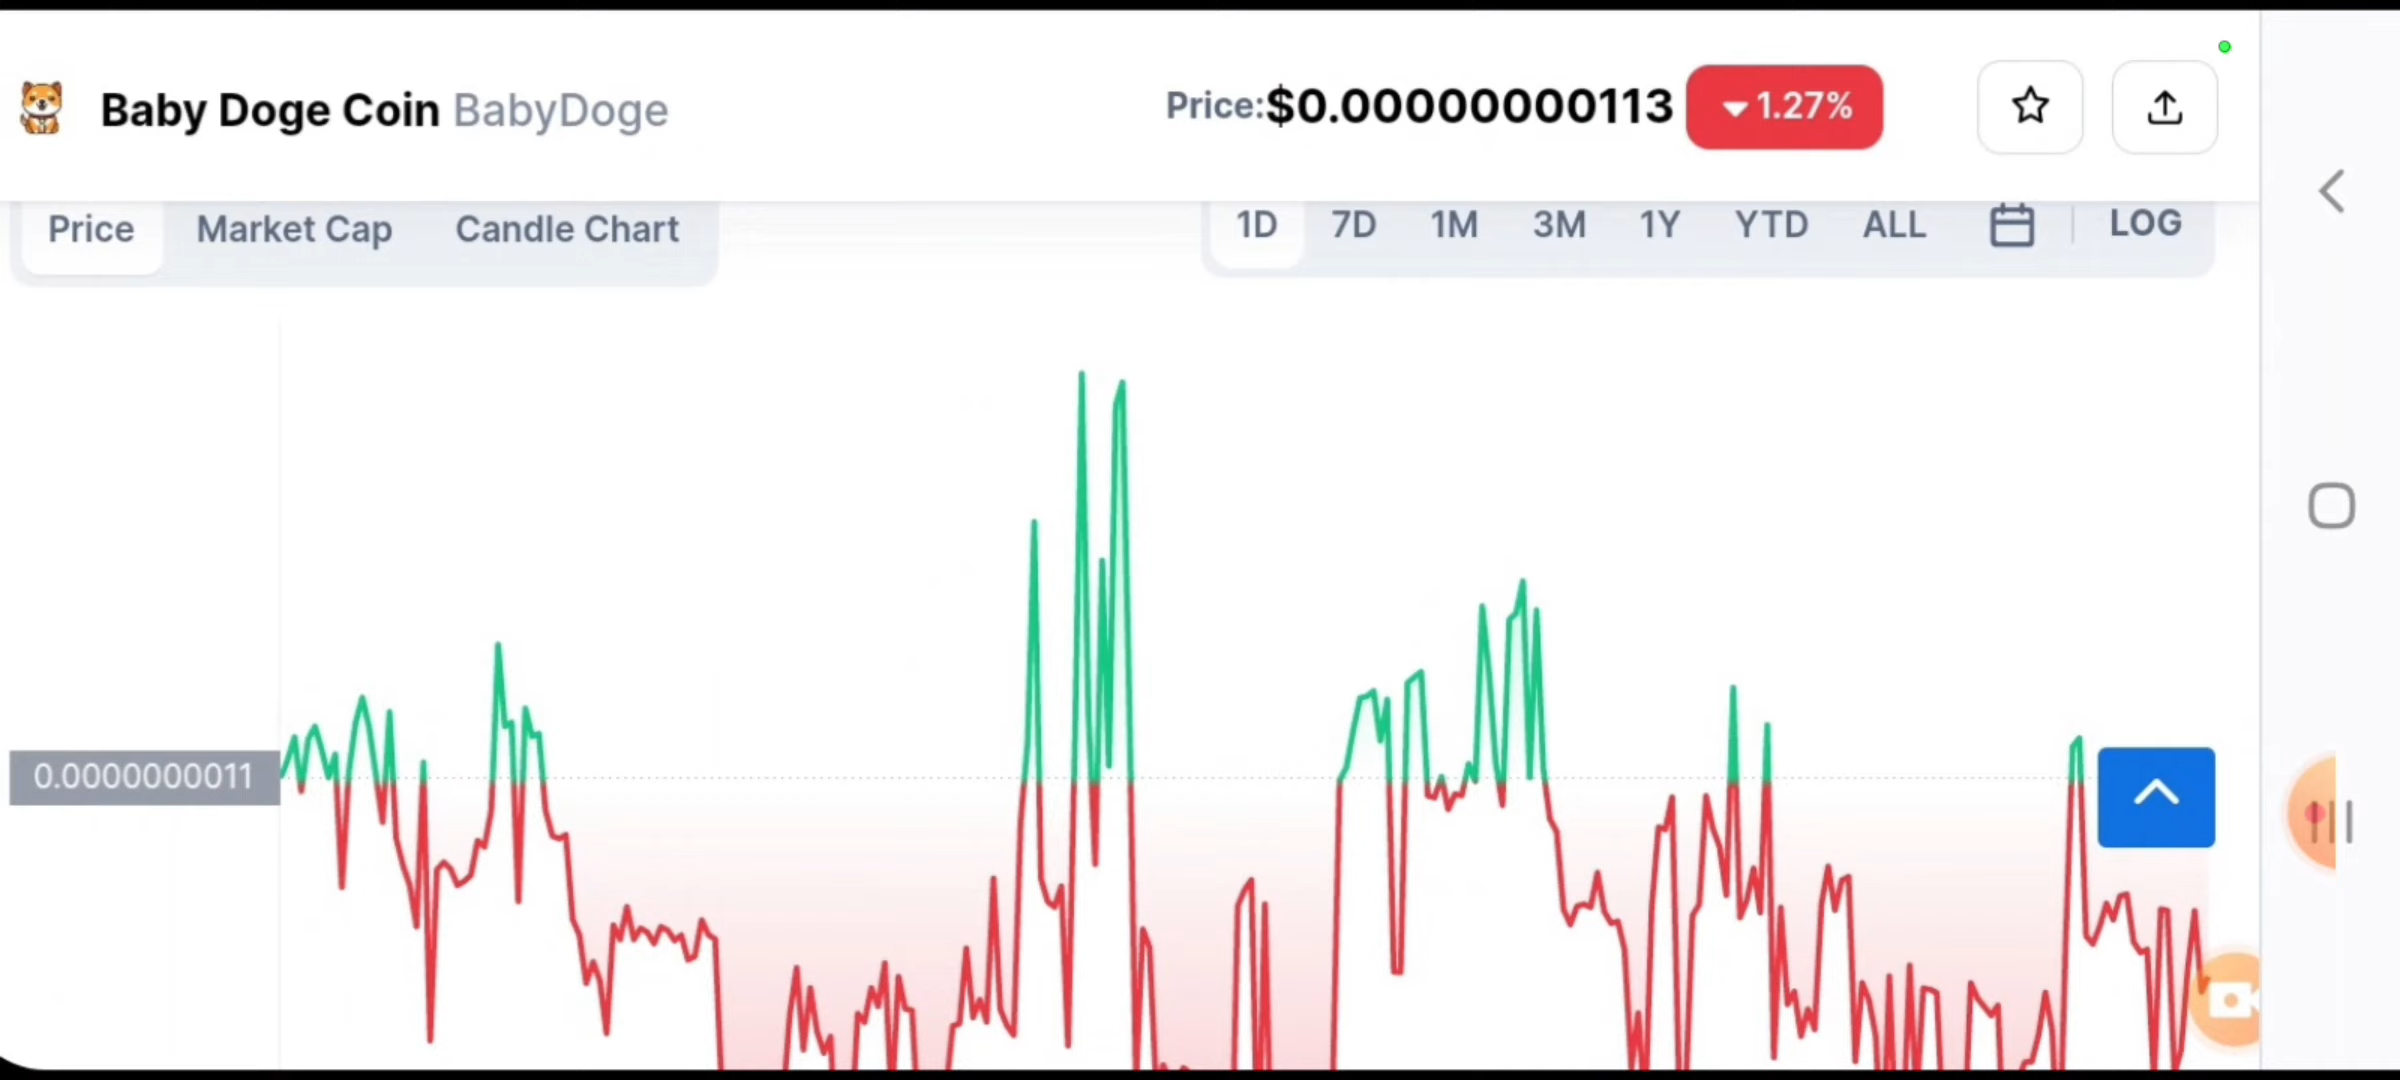 Baby Doge Coin BabyDoge
Price:$0.00000000113 1.27%
Price Market Cap Candle Chart
1D 7D 1M 3M 1Y YTD ALL LOG
0.0000000011